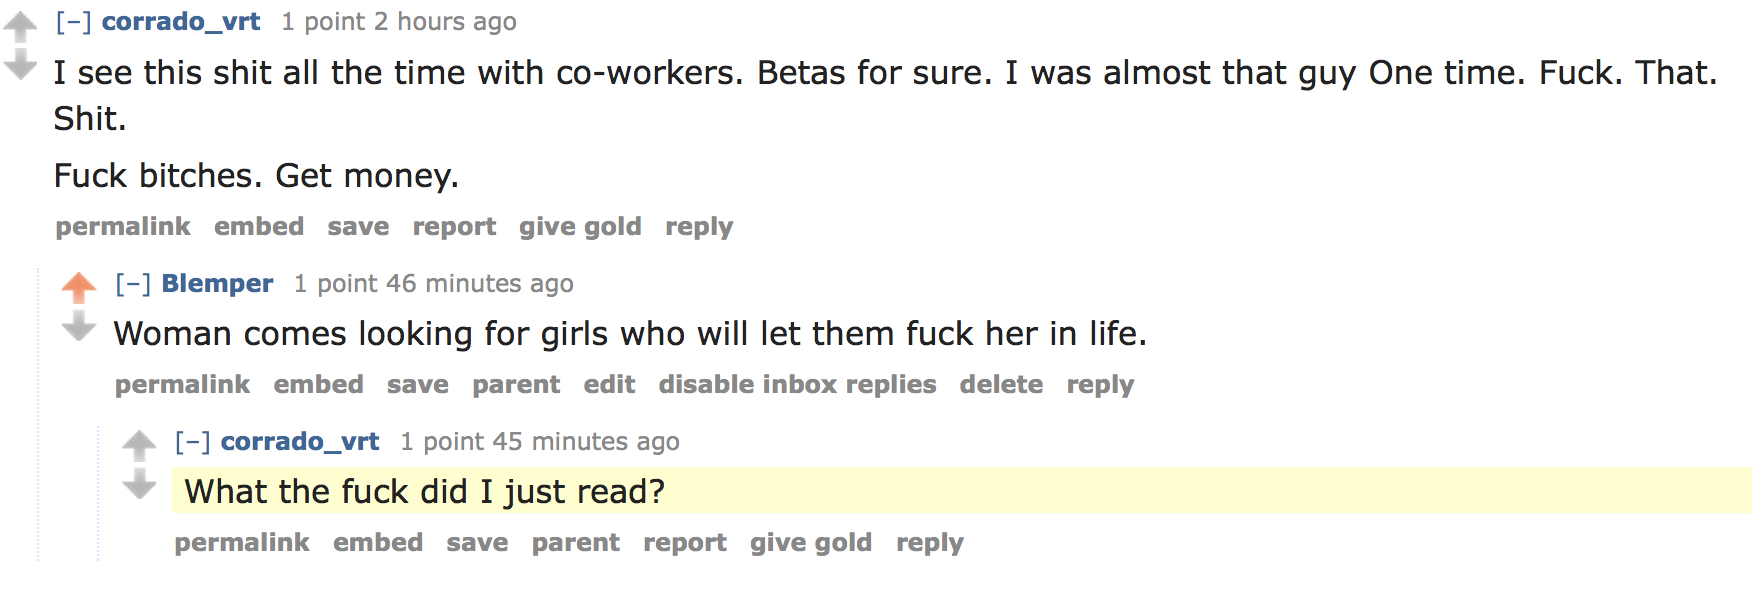 [–] corrado_vrt 1 point 2 hours ago
I see this shit all the time with co-workers. Betas for sure. I was almost that guy One time. Fuck. That.
Shit.
Fuck bitches. Get money.
permalink embed save report give gold reply
[–] Blemper 1 point 46 minutes ago
Woman comes looking for girls who will let them fuck her in life.
permalink embed save parent edit disable inbox replies delete reply
[–] corrado_vrt 1 point 45 minutes ago
What the fuck did I just read?
permalink embed save parent report give gold reply